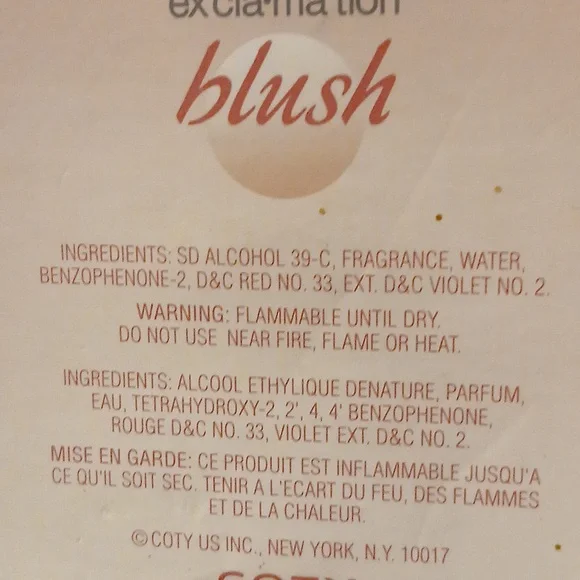 ex'cla·ma'tion
blush
INGREDIENTS: SD ALCOHOL 39-C, FRAGRANCE, WATER,
BENZOPHENONE-2, D&C RED NO. 33, EXT. D&C VIOLET NO. 2.
WARNING: FLAMMABLE UNTIL DRY.
DO NOT USE NEAR FIRE, FLAME OR HEAT.
INGREDIENTS: ALCOOL ETHYLIQUE DENATURE, PARFUM,
EAU, TETRAHYDROXY-2, 2', 4, 4' BENZOPHENONE,
ROUGE D&C NO. 33, VIOLET EXT. D&C NO. 2.
MISE EN GARDE: CE PRODUIT EST INFLAMMABLE JUSQU'A
CE QU'IL SOIT SEC. TENIR A L'ECART DU FEU, DES FLAMMES
ET DE LA CHALEUR.
©COTY US INC., NEW YORK, N.Y. 10017
COTY